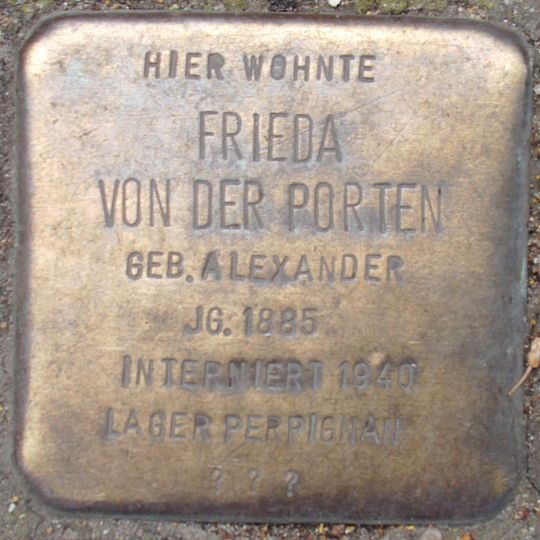 HIER WOHNTE
FRIEDA
VON DER PORTEN
GEB. ALEXANDER
JG. 1885
INTERNIERT 1940
LAGER PERPIGNAN
? ? ?